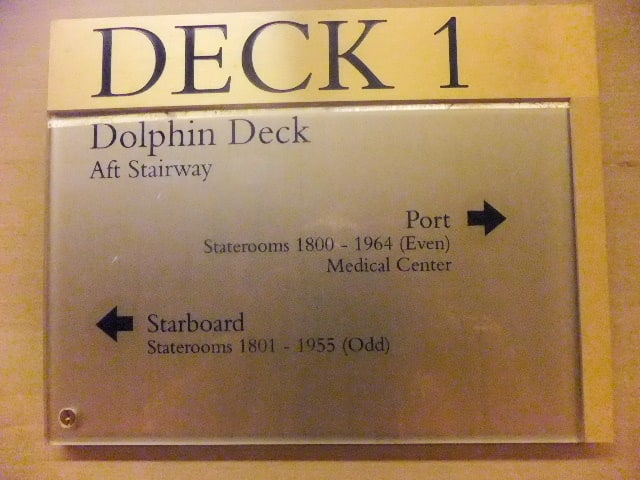 DECK 1
Dolphin Deck
Aft Stairway
Port
Staterooms 1800 - 1964 (Even)
Medical Center
Starboard
Staterooms 1801 - 1955 (Odd)